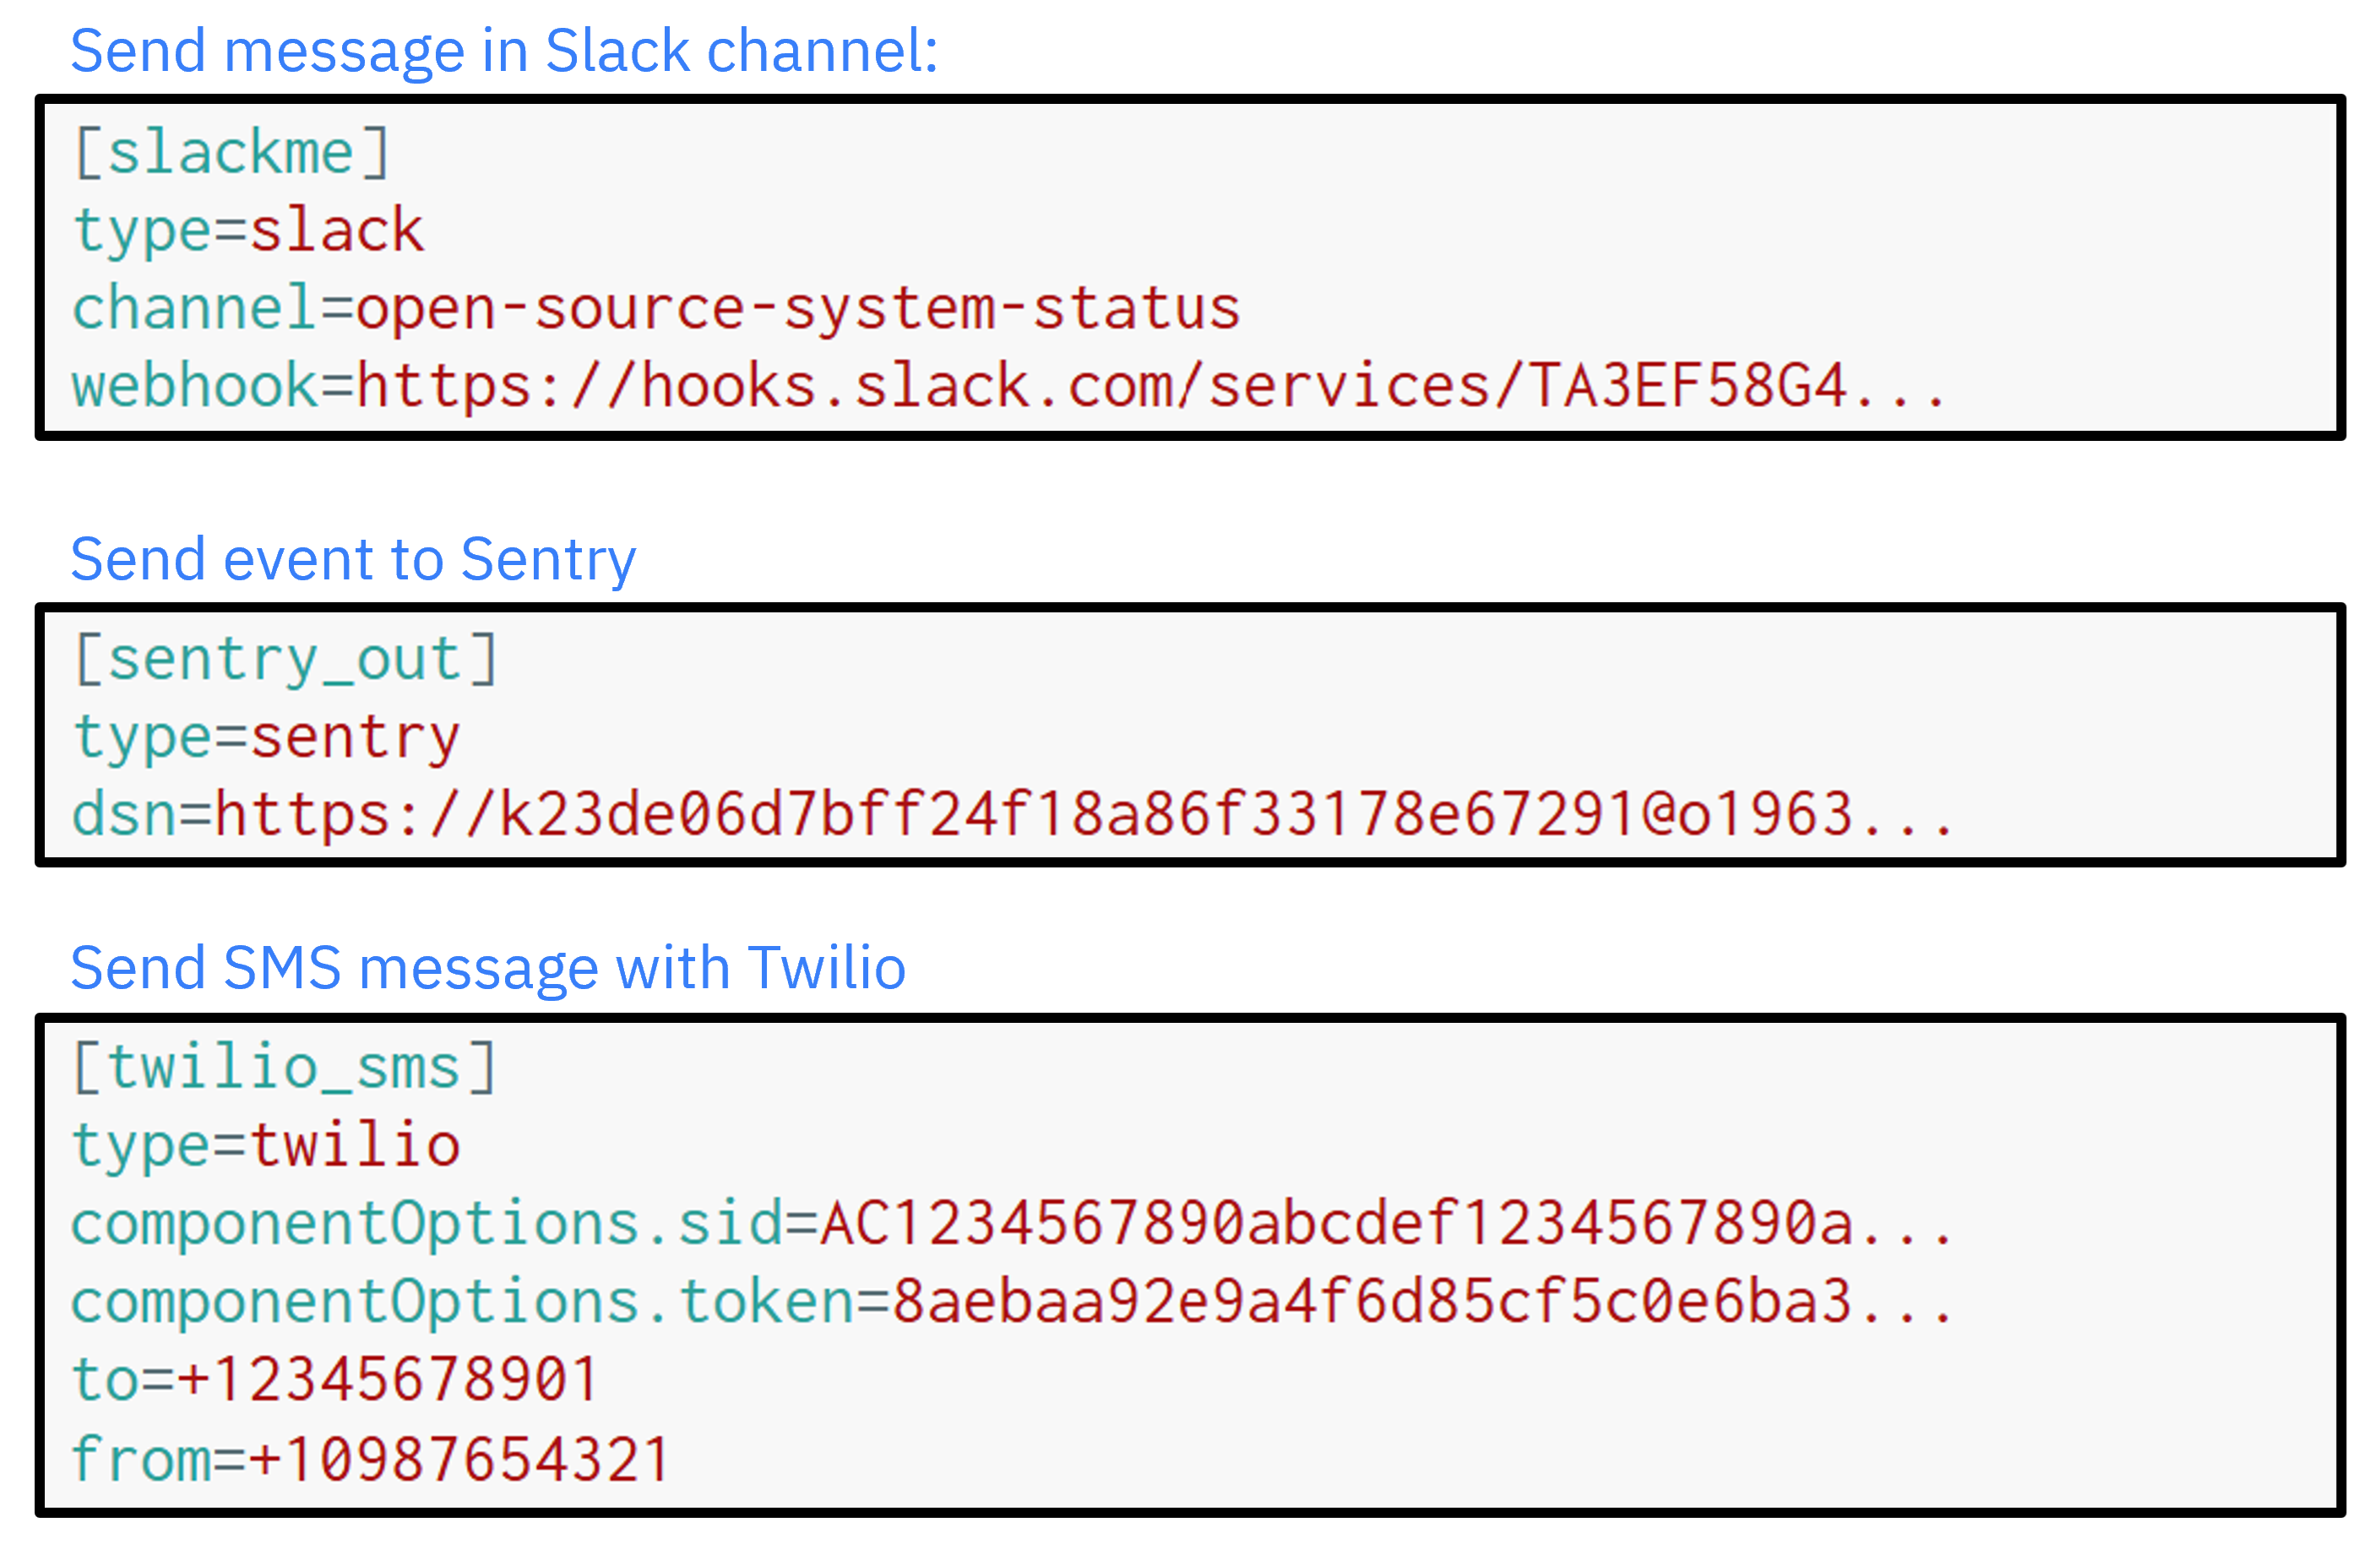 Send message in Slack channel:
[slackme]
type=slack
channel=open-source-system-status
webhook=https://hooks.slack.com/services/TA3EF58G4...
Send event to Sentry
[sentry_out]
type=sentry
dsn=https://k23de06d7bff24f18a86f33178e67291@o1963...
Send SMS message with Twilio
[twilio_sms]
type=twilio
componentOptions.sid=AC1234567890abcdef1234567890a...
componentOptions.token=8aebaa92e9a4f6d85cf5c0e6ba3...
to=+12345678901
from=+10987654321